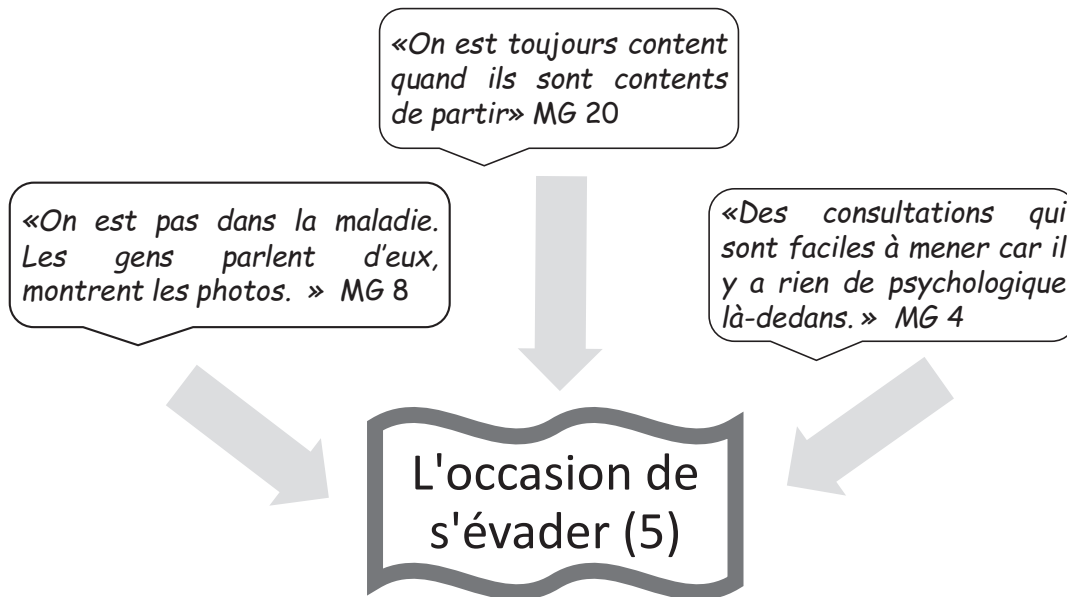 «On est toujours content
quand ils sont contents
de partir» MG 20
«On est pas dans la maladie.
Les gens parlent d'eux,
montrent les photos. » MG 8
«Des consultations qui
sont faciles à mener car il
y a rien de psychologique
là-dedans. » MG 4
L'occasion de
s'évader (5)